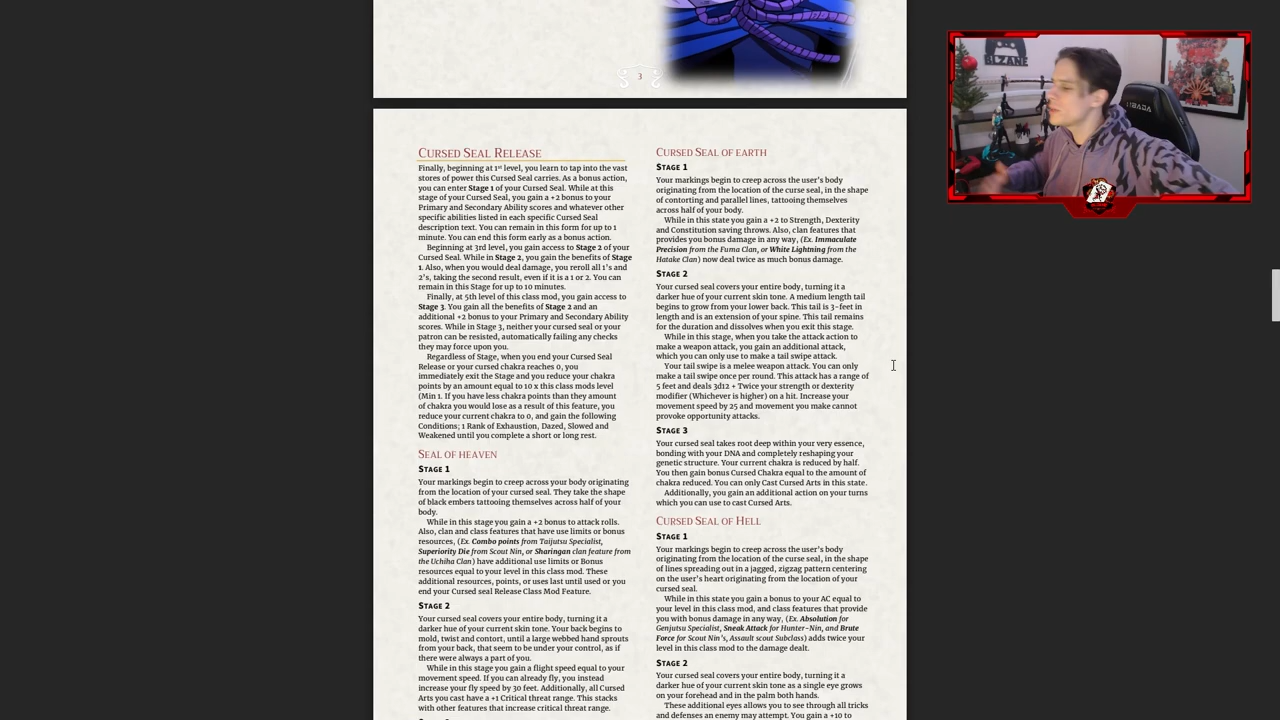 3
Cursed Seal Release
Finally, beginning at 1st level, you learn to tap into the vast
stores of power this Cursed Seal carries. As a bonus action,
you can enter Stage 1 of your Cursed Seal. While at this
stage of your Cursed Seal, you gain a +2 bonus to your
Primary and Secondary Ability scores and whatever other
specific abilities listed in each specific Cursed Seal
description text. You can remain in this form for up to 1
minute. You can end this form early as a bonus action.
Beginning at 3rd level, you gain access to Stage 2 of your
Cursed Seal. While in Stage 2, you gain the benefits of Stage
1. Also, when you would deal damage, you reroll all 1's and
2's, taking the second result, even if it is a 1 or 2. You can
remain in this Stage for up to 10 minutes.
Finally, at 5th level of this class mod, you gain access to
Stage 3. You gain all the benefits of Stage 2 and an
additional +2 bonus to your Primary and Secondary Ability
scores. While in Stage 3, neither your cursed seal or your
patron can be resisted, automatically failing any checks
they may force upon you.
Regardless of Stage, when you end your Cursed Seal
Release or your cursed chakra reaches 0, you
immediately exit the Stage and you reduce your chakra
points by an amount equal to 10 x this class mods level
(Min 1. If you have less chakra points than they amount
of chakra you would lose as a result of this feature, you
reduce your current chakra to 0, and gain the following
Conditions; 1 Rank of Exhaustion, Dazed, Slowed and
Weakened until you complete a short or long rest.
Seal of heaven
Stage 1
Your markings begin to creep across your body originating
from the location of your cursed seal. They take the shape
of black embers tattooing themselves across half of your
body.
While in this stage you gain a +2 bonus to attack rolls.
Also, clan and class features that have use limits or bonus
resources, (Ex. Combo points from Taijutsu Specialist,
Superiority Die from Scout Nin, or Sharingan clan feature from
the Uchiha Clan) have additional use limits or Bonus
resources equal to your level in this class mod. These
additional resources, points, or uses last until used or you
end your Cursed seal Release Class Mod Feature.
Stage 2
Your cursed seal covers your entire body, turning it a
darker hue of your current skin tone. Your back begins to
mold, twist and contort, until a large webbed hand sprouts
from your back, that seem to be under your control, as if
there were always a part of you.
While in this stage you gain a flight speed equal to your
movement speed. If you can already fly, you instead
increase your fly speed by 30 feet. Additionally, all Cursed
Arts you cast have a +1 Critical threat range. This stacks
with other features that increase critical threat range.
Cursed Seal of earth
Stage 1
Your markings begin to creep across the user's body
originating from the location of the curse seal, in the shape
of contorting and parallel lines, tattooing themselves
across half of your body.
While in this stage you gain a +2 to Strength, Dexterity
and Constitution saving throws. Also, clan features that
provides you bonus damage in any way, (Ex. Immaculate
Precision from the Fuma Clan, or White Lightning from the
Hatake Clan) now deal twice as much bonus damage.
Stage 2
Your cursed seal covers your entire body, turning it a
darker hue of your current skin tone. A medium length tail
begins to grow from your lower back. This tail is 3-feet in
length and is an extension of your spine. This tail remains
for the duration and dissolves when you exit this stage.
While in this stage, when you take the attack action to
make a weapon attack, you gain an additional attack,
which you can only use to make a tail swipe attack.
Your tail swipe is a melee weapon attack. You can only
make a tail swipe once per round. This attack has a range of
5 feet and deals 3d12 + Twice your strength or dexterity
modifier (Whichever is higher) on a hit. Increase your
movement speed by 25 and movement you make cannot
provoke opportunity attacks.
Stage 3
Your cursed seal takes root deep within your very essence,
bonding with your DNA and completely reshaping your
genetic structure. Your current chakra is reduced by half.
You then gain bonus Cursed Chakra equal to the amount of
chakra reduced. You can only Cast Cursed Arts in this state.
Additionally, you gain an additional action on your turns
which you can use to cast Cursed Arts.
Cursed Seal of Hell
Stage 1
Your markings begin to creep across the user's body
originating from the location of the curse seal, in the shape
of lines spreading out in a jagged, zigzag pattern centering
on the user's heart originating from the location of your
cursed seal.
While in this state you gain a bonus to your AC equal to
your level in this class mod, and class features that provide
you with bonus damage in any way, (Ex. Absolution for
Genjutsu Specialist, Sneak Attack for Hunter-Nin, and Brute
Force for Scout Nin's, Assault scout Subclass) adds twice your
level in this class mod to the damage dealt.
Stage 2
Your cursed seal covers your entire body, turning it a
darker hue of your current skin tone as a single eye grows
on your forehead and in the palm both hands.
These additional eyes allows you to see through all tricks
and defenses an enemy may attempt. You gain a +10 to